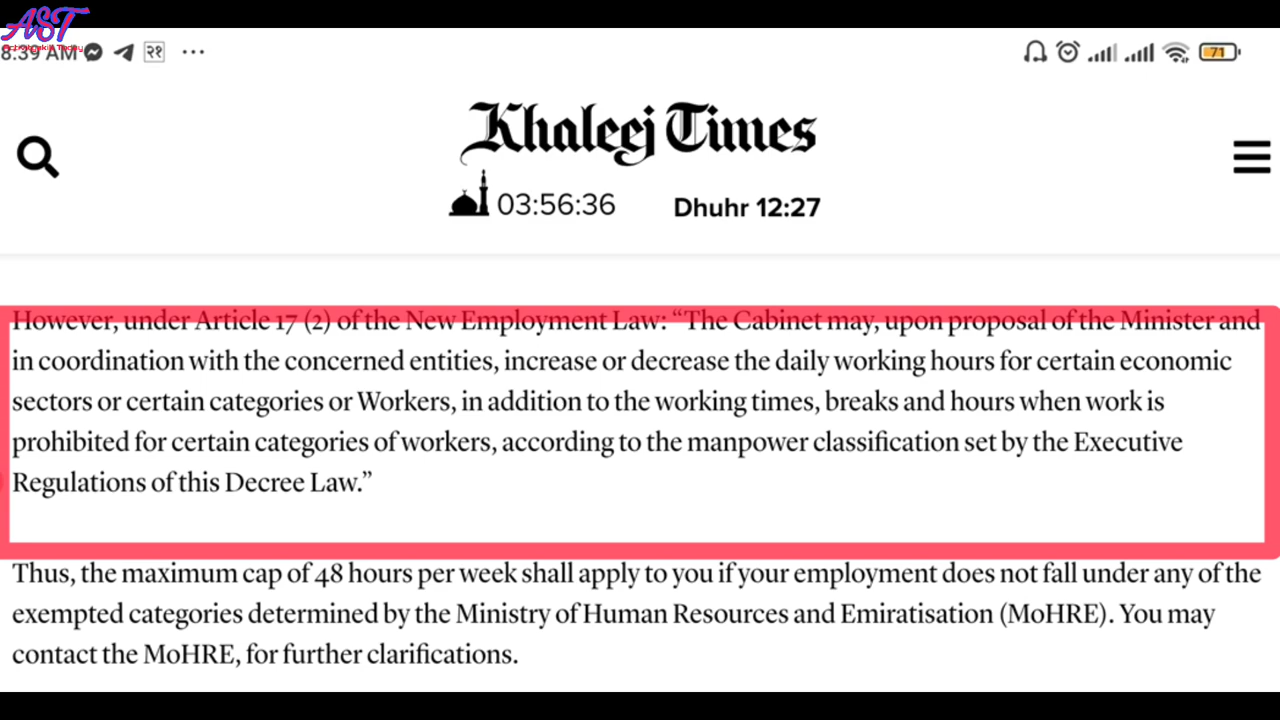 AST
8:39 AM २१ ...
71
Khaleej Times
03:56:36 Dhuhr 12:27
However, under Article 17 (2) of the New Employment Law: “The Cabinet may, upon proposal of the Minister and
in coordination with the concerned entities, increase or decrease the daily working hours for certain economic
sectors or certain categories or Workers, in addition to the working times, breaks and hours when work is
prohibited for certain categories of workers, according to the manpower classification set by the Executive
Regulations of this Decree Law.”
Thus, the maximum cap of 48 hours per week shall apply to you if your employment does not fall under any of the
exempted categories determined by the Ministry of Human Resources and Emiratisation (MoHRE). You may
contact the MoHRE, for further clarifications.